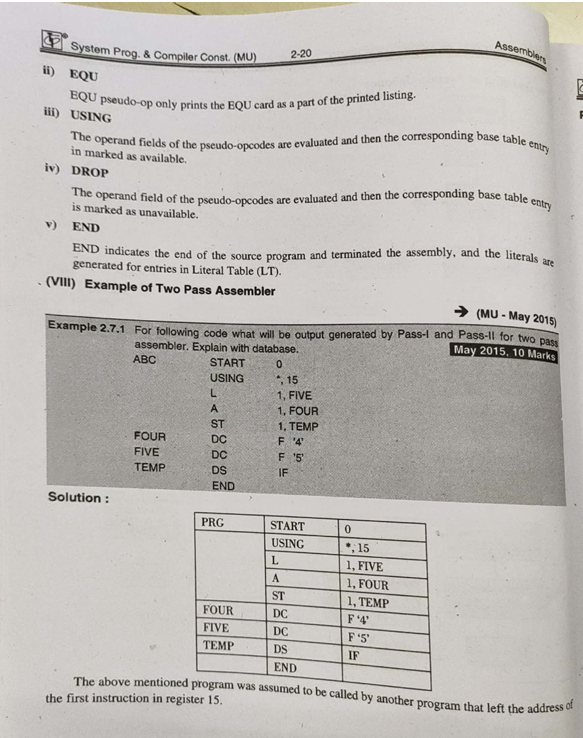 System Prog. & Compiler Const. (MU) 2-20 Assemblers
ii) EQU
EQU pseudo-op only prints the EQU card as a part of the printed listing.
iii) USING
The operand fields of the pseudo-opcodes are evaluated and then the corresponding base table entry
in marked as available.
iv) DROP
The operand field of the pseudo-opcodes are evaluated and then the corresponding base table entry
is marked as unavailable.
v) END
END indicates the end of the source program and terminated the assembly, and the literals are
generated for entries in Literal Table (LT).
(VIII) Example of Two Pass Assembler
→ (MU - May 2015)
Example 2.7.1 For following code what will be output generated by Pass-I and Pass-II for two pass
assembler. Explain with database. May 2015, 10 Marks
ABC START 0
USING *, 15
L 1, FIVE
A 1, FOUR
ST 1, TEMP
FOUR DC F '4'
FIVE DC F '5'
TEMP DS IF
END
Solution :
PRG START 0
USING *, 15
L 1, FIVE
A 1, FOUR
ST 1, TEMP
FOUR DC F '4'
FIVE DC F '5'
TEMP DS IF
END
The above mentioned program was assumed to be called by another program that left the address of
the first instruction in register 15.